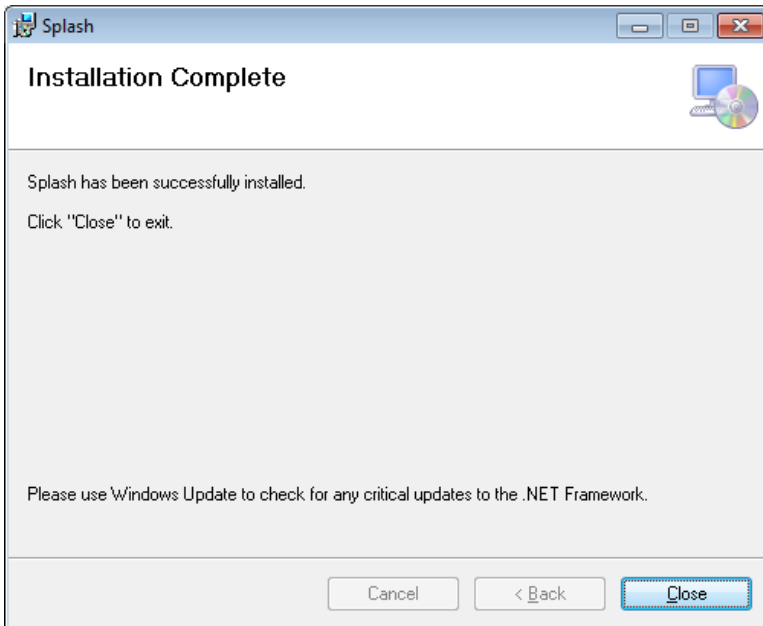 Splash
Installation Complete
Splash has been successfully installed.
Click "Close" to exit.
Please use Windows Update to check for any critical updates to the .NET Framework.
Cancel
< Back
Close